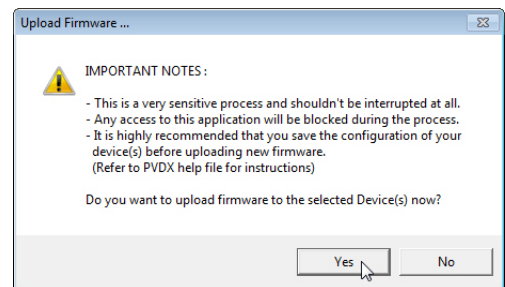 Upload Firmware ...
IMPORTANT NOTES :
- This is a very sensitive process and shouldn't be interrupted at all.
- Any access to this application will be blocked during the process.
- It is highly recommended that you save the configuration of your
device(s) before uploading new firmware.
(Refer to PVDX help file for instructions)
Do you want to upload firmware to the selected Device(s) now?
Yes
No